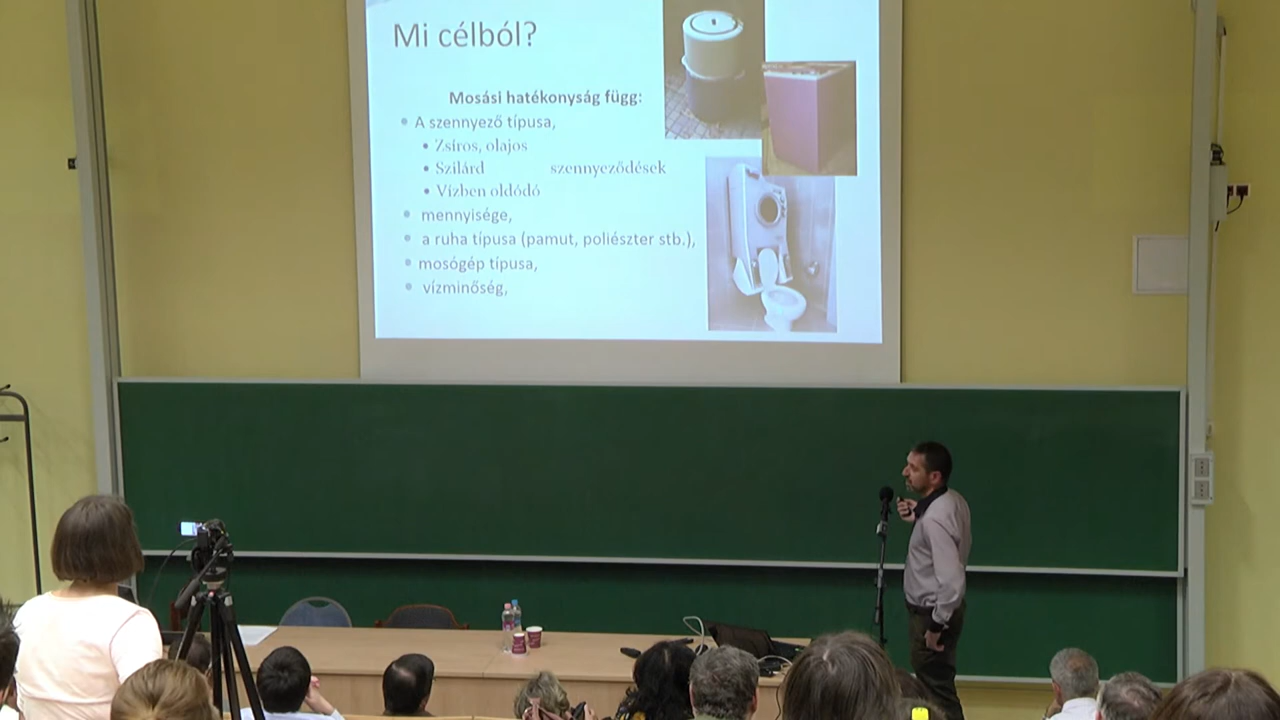 Mi célból?
Mosási hatékonyság függ:
• A szennyező típusa,
• Zsíros, olajos
• Szilárd szennyeződések
• Vízben oldódó
• mennyisége,
• a ruha típusa (pamut, poliészter stb.),
• mosógép típusa,
• vízminőség,